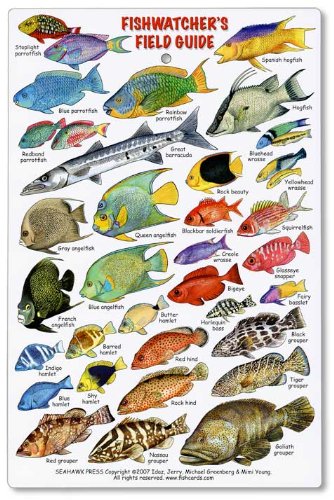 FISHWATCHER'S
FIELD GUIDE
Stoplight
parrotfish
Blue parrotfish
Rainbow
parrotfish
Spanish hogfish
Hogfish
Redband
parrotfish
Great
barracuda
Bluehead
wrasse
Yellowhead
wrasse
Rock beauty
Gray angelfish
Queen angelfish
Blackbar soldierfish
Squirrelfish
Creole
wrasse
Glasseye
snapper
French
angelfish
Blue angelfish
Bigeye
Fairy
basslet
Butter
hamlet
Harlequin
bass
Black
grouper
Indigo
hamlet
Barred
hamlet
Red hind
Tiger
grouper
Blue
hamlet
Shy
hamlet
Rock hind
Red grouper
Nassau
grouper
Goliath
grouper
SEAHAWK PRESS Copyright ©2007 Idaz, Jerry, Michael Greenberg & Mimi Young.
All rights reserved. www.fishcards.com